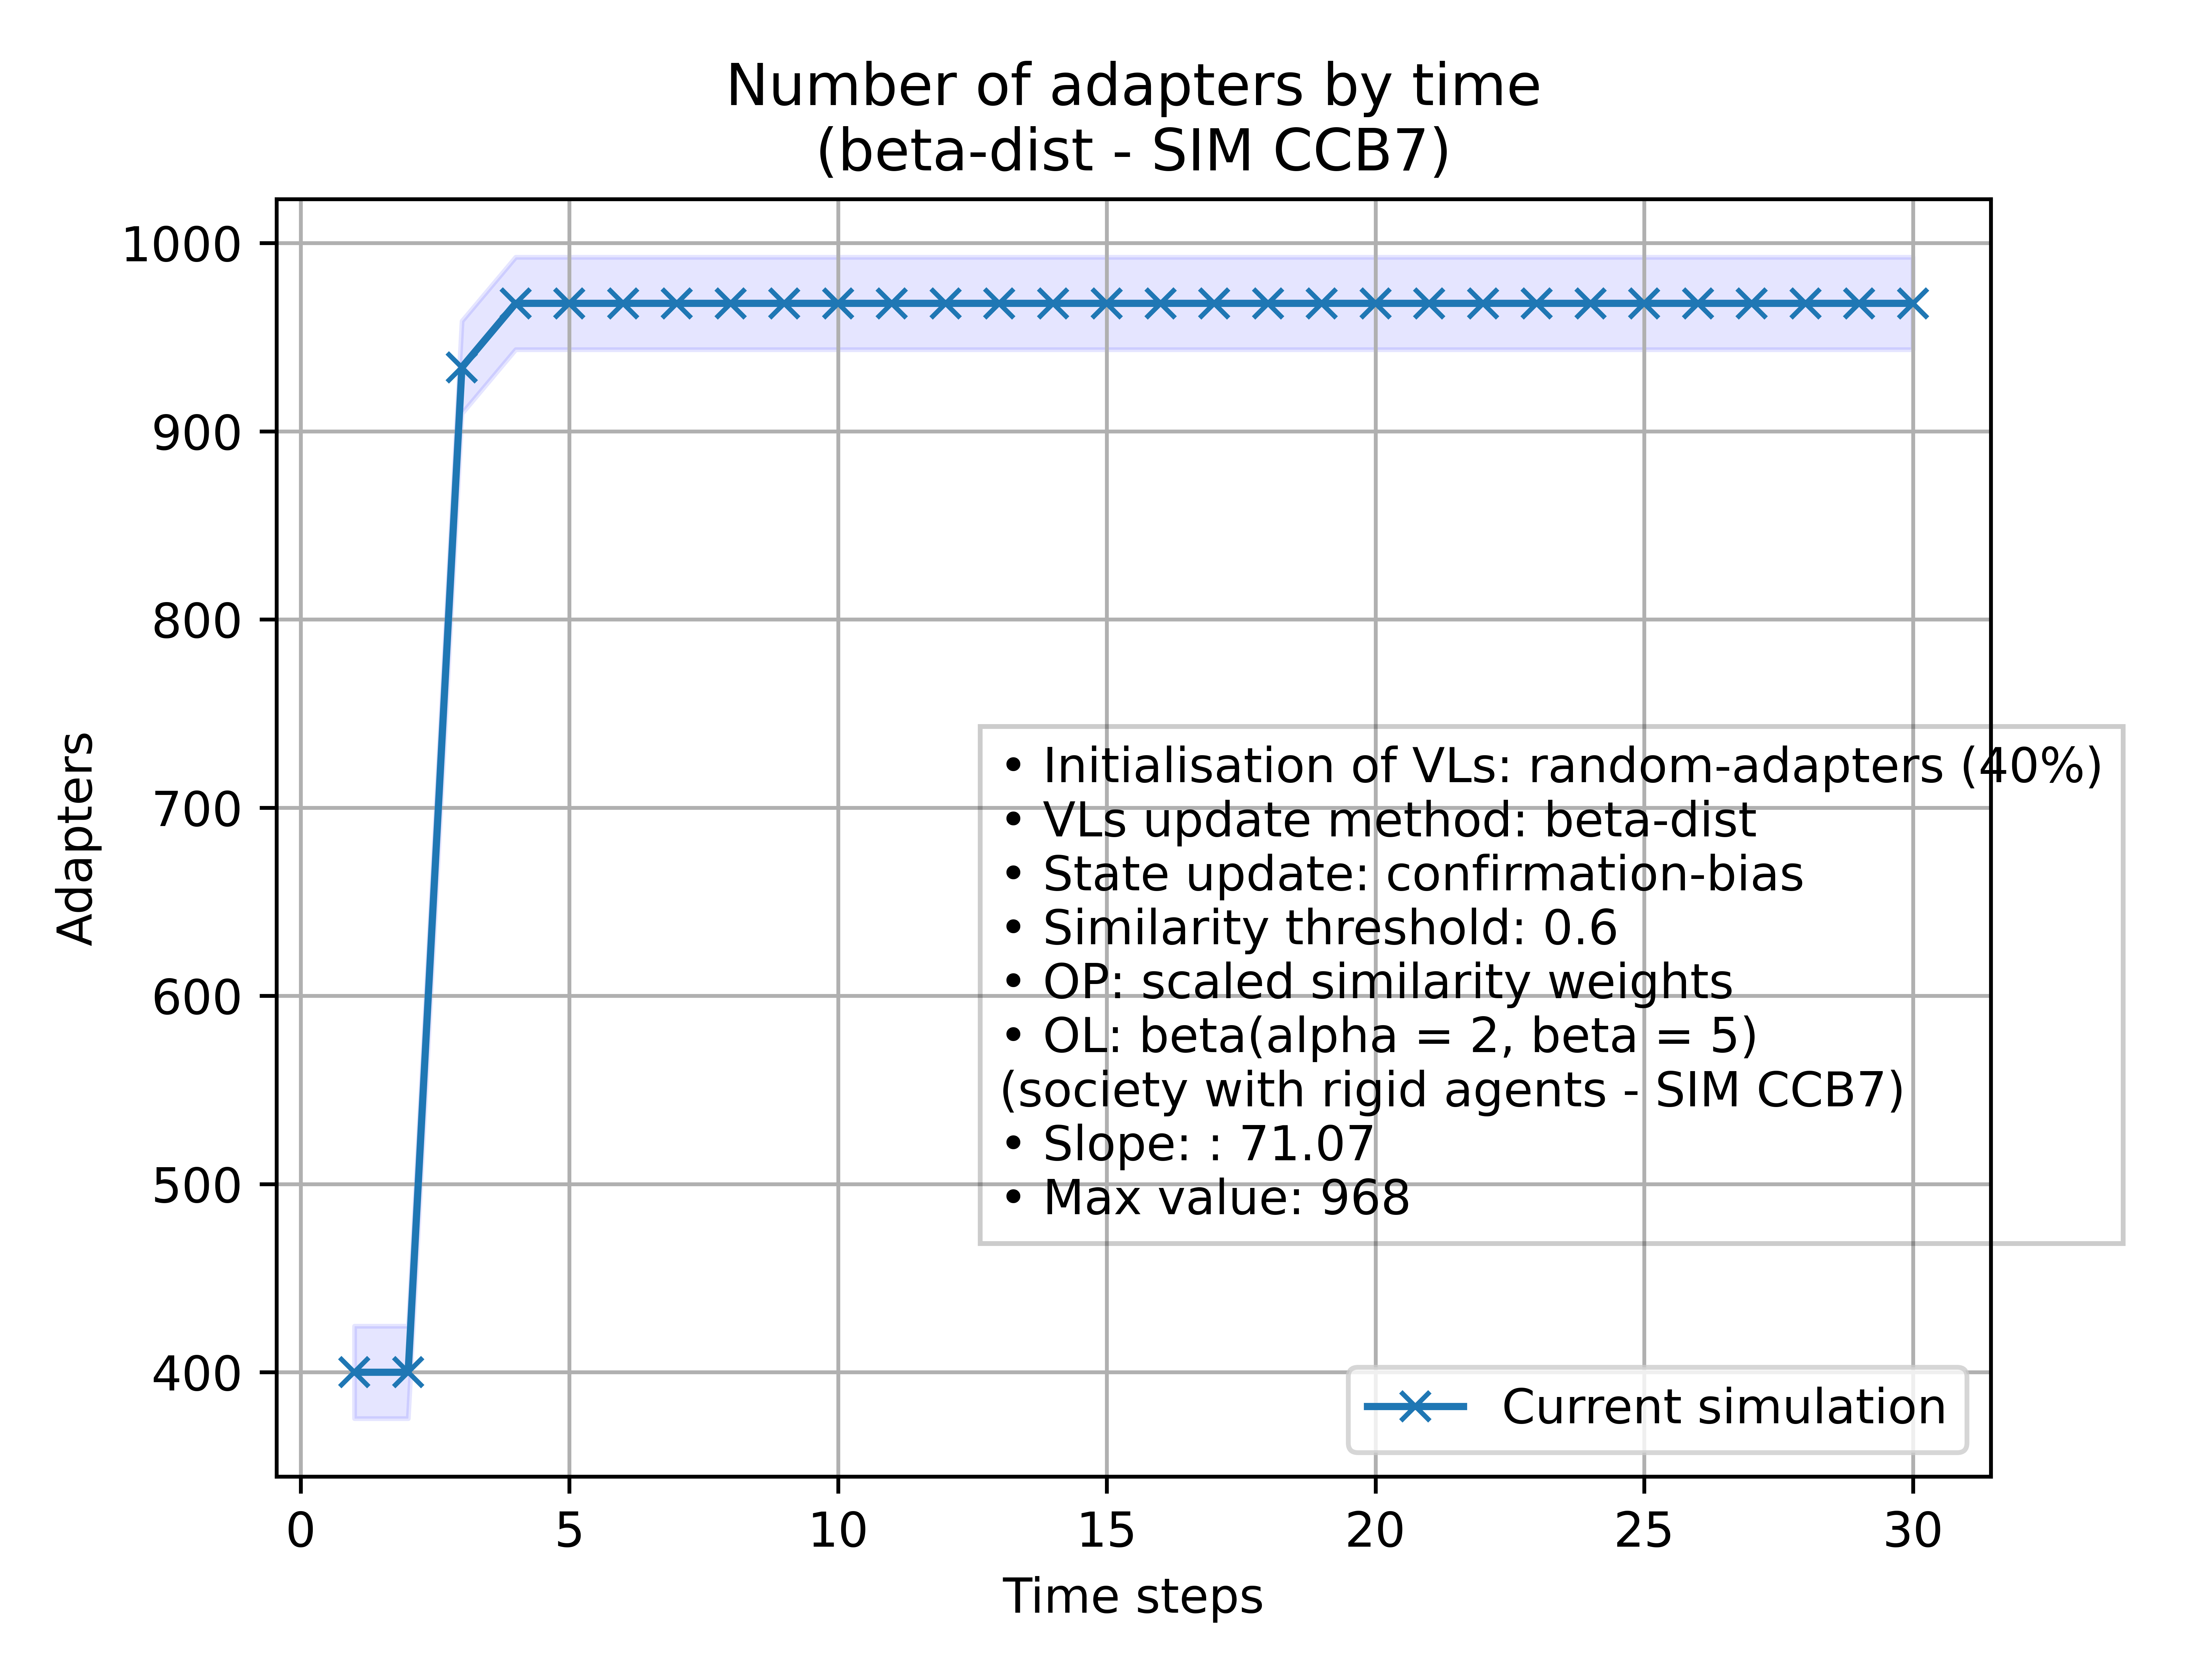 Number of adapters by time
(beta-dist - SIM CCB7)
1000
900
800
700
600
500
400
Adapters
• Initialisation of VLs: random-adapters (40%)
• VLs update method: beta-dist
• State update: confirmation-bias
• Similarity threshold: 0.6
• OP: scaled similarity weights
• OL: beta(alpha = 2, beta = 5)
(society with rigid agents - SIM CCB7)
• Slope: : 71.07
• Max value: 968
Current simulation
0 5 10 15 20 25 30
Time steps